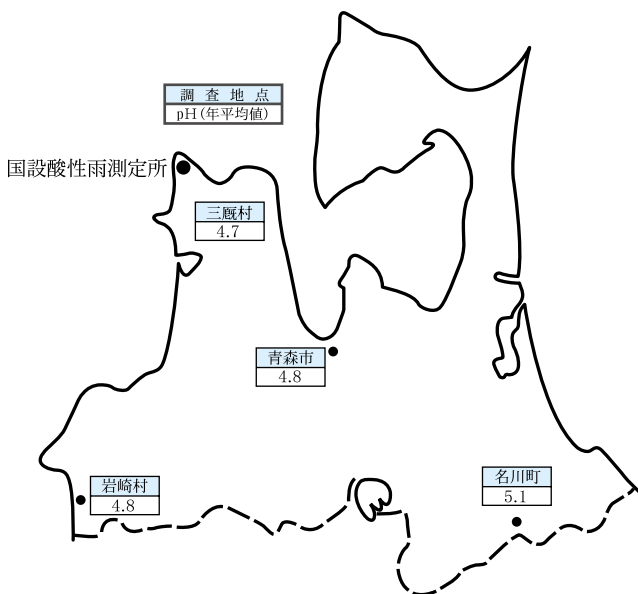 調査地点
pH(年平均値)
国設酸性雨測定所
三厩村
4.7
青森市
4.8
岩崎村
4.8
名川町
5.1